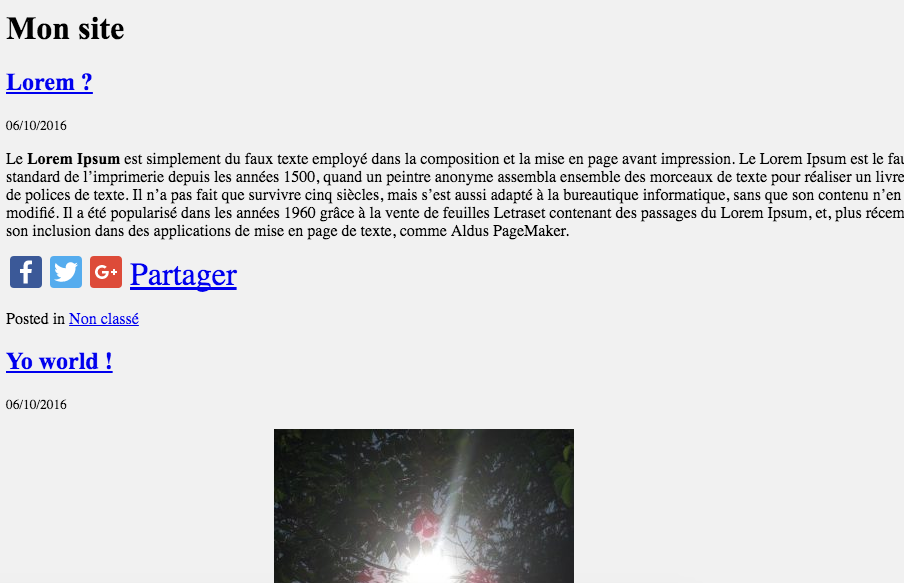 Mon site
Lorem ?
06/10/2016
Le Lorem Ipsum est simplement du faux texte employé dans la composition et la mise en page avant impression. Le Lorem Ipsum est le
standard de l’imprimerie depuis les années 1500, quand un peintre anonyme assembla ensemble des morceaux de texte pour réaliser un livre
de polices de texte. Il n’a pas fait que survivre cinq siècles, mais s’est aussi adapté à la bureautique informatique, sans que son contenu n’en
modifié. Il a été popularisé dans les années 1960 grâce à la vente de feuilles Letraset contenant des passages du Lorem Ipsum, et, plus
son inclusion dans des applications de mise en page de texte, comme Aldus PageMaker.
Partager
Posted in Non classé
Yo world !
06/10/2016